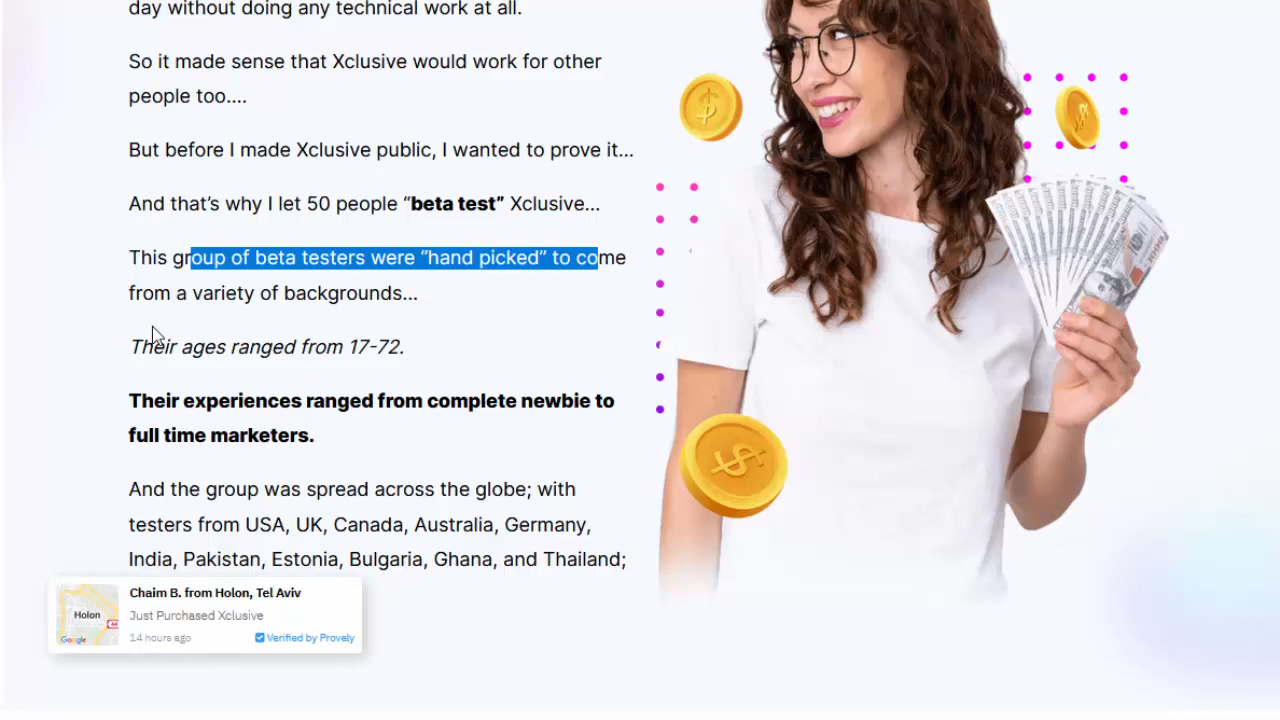 day without doing any technical work at all.
So it made sense that Xclusive would work for other
people too....
But before I made Xclusive public, I wanted to prove it...
And that’s why I let 50 people “beta test” Xclusive...
This group of beta testers were “hand picked” to come
from a variety of backgrounds...
Their ages ranged from 17-72.
Their experiences ranged from complete newbie to
full time marketers.
And the group was spread across the globe; with
testers from USA, UK, Canada, Australia, Germany,
India, Pakistan, Estonia, Bulgaria, Ghana, and Thailand;
Chaim B. from Holon, Tel Aviv
Just Purchased Xclusive
14 hours ago
Verified by Provely
Holon
44
Google